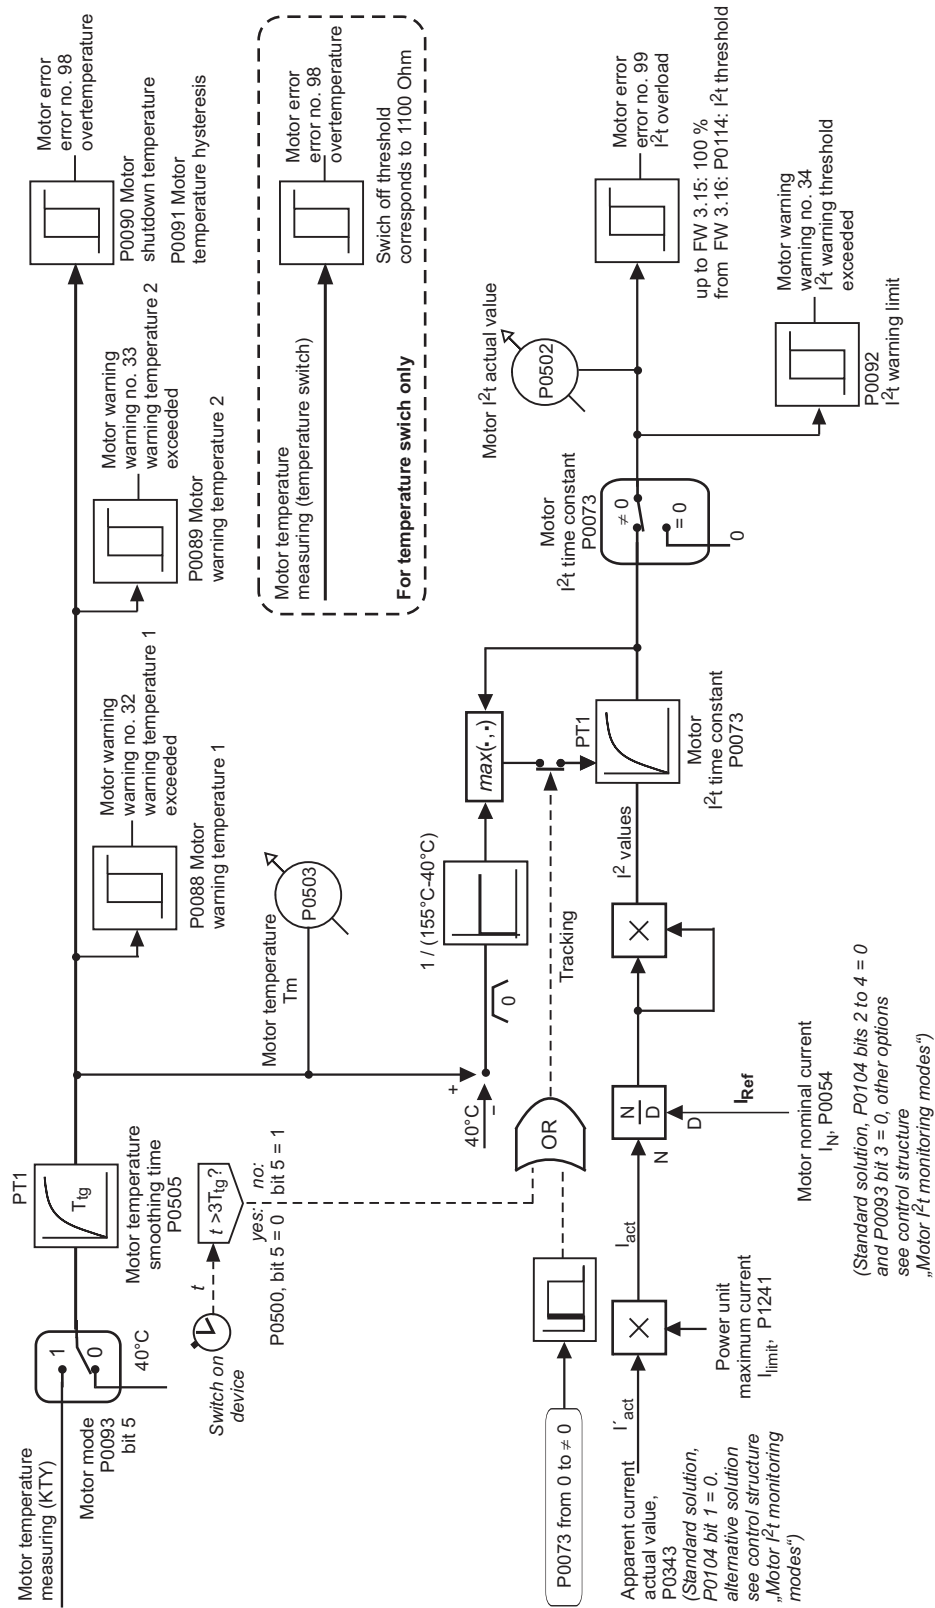 Motor temperature
measuring (KTY)
Motor mode
P0093
bit 5
1
0
40°C
PT1
Ttg
Motor temperature
smoothing time
P0505
Switch on
device
t
t >3Ttg?
yes:
no:
P0500, bit 5 = 0
bit 5 = 1
Motor temperature
Tm
P0503
Motor warning
warning no. 32
warning temperature 1
exceeded
P0088 Motor
warning temperature 1
Motor warning
warning no. 33
warning temperature 2
exceeded
P0089 Motor
warning temperature 2
Motor error
error no. 98
overtemperature
P0090 Motor
shutdown temperature
P0091 Motor
temperature hysteresis
Motor temperature
measuring (temperature switch)
For temperature swich only
Motor error
error no. 98
overtemperature
Swich off threshold
corresponds to 1100 Ohm
+
40°C
–
0
1 / (155°C-40°C)
max(▪,▪)
OR
Tracking
PT1
P0073 from 0 to ≠ 0
Apparent current
actual value,
P0343
(Standard solution,
P0104 bit 1 = 0.
alternative solution
see control structure
„Motor I²t monitoring
modes“)
I´act
×
Power unit
maximum current
Ilimit, P1241
Iact
N
N
D
D
IRef
Motor nominal current
IN, P0054
(Standard solution, P0104 bits 2 to 4 = 0
and P0093 bit 3 = 0, other options
see control structure
„Motor I²t monitoring modes“)
×
I² values
Motor
I²t time constant
P0073
Motor
I²t time constant
P0073
≠ 0
= 0
0
Motor I²t actual value
P0502
Motor error
error no. 99
I²t overload
up to FW 3.15: 100 %
from FW 3.16: P0114: I²t threshold
Motor warning
warning no. 34
I²t warning threshold
exceeded
P0092
I²t warning limit